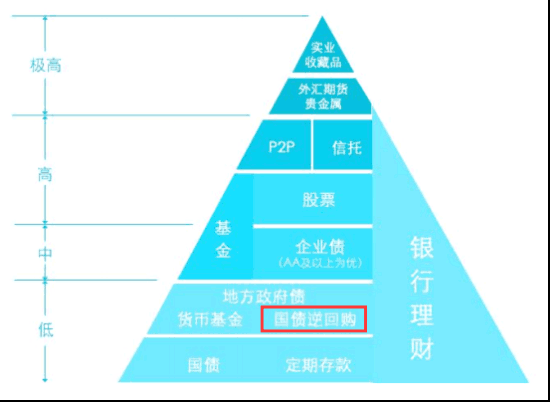 实业
收藏品
极高
外汇期货
贵金属
P2P
信托
高
股票
基
金
中
企业债
(AA及以上为优)
银
行
理
财
地方政府债
货币基金
国债逆回购
低
国债
定期存款